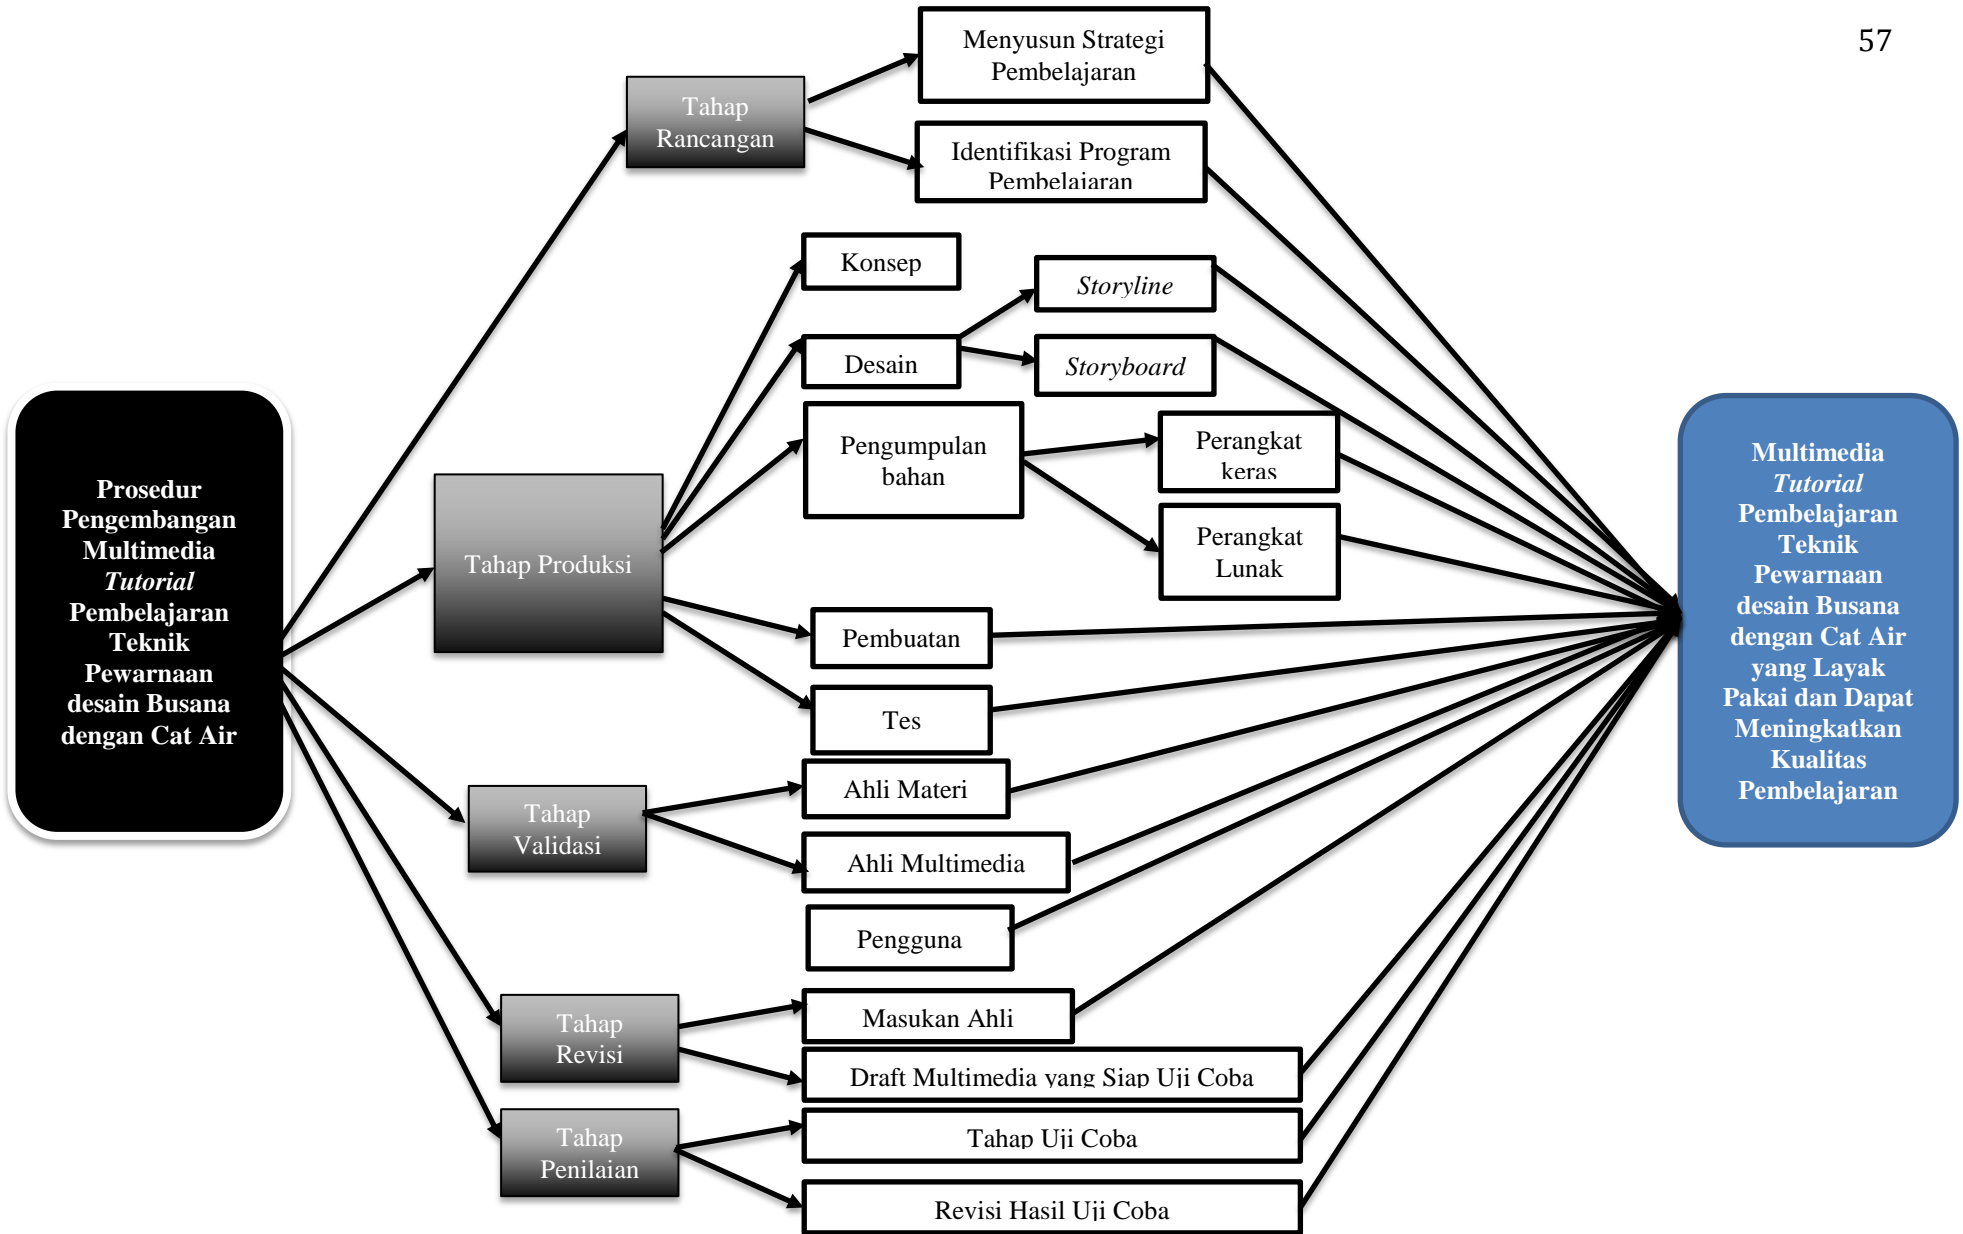 57
Menyusun Strategi
Pembelajaran
Tahap
Rancangan
Identifikasi Program
Pembelajaran
Konsep
Storyline
Desain
Storyboard
Pengumpulan
bahan
Perangkat
keras
Perangkat
Lunak
Prosedur
Pengembangan
Multimedia
Tutorial
Pembelajaran
Teknik
Pewarnaan
desain Busana
dengan Cat Air
Tahap Produksi
Pembuatan
Tes
Tahap
Validasi
Ahli Materi
Ahli Multimedia
Pengguna
Tahap
Revisi
Masukan Ahli
Draft Multimedia yang Siap Uji Coba
Tahap
Penilaian
Tahap Uji Coba
Revisi Hasil Uji Coba
Multimedia
Tutorial
Pembelajaran
Teknik
Pewarnaan
desain Busana
dengan Cat Air
yang Layak
Pakai dan Dapat
Meningkatkan
Kualitas
Pembelajaran